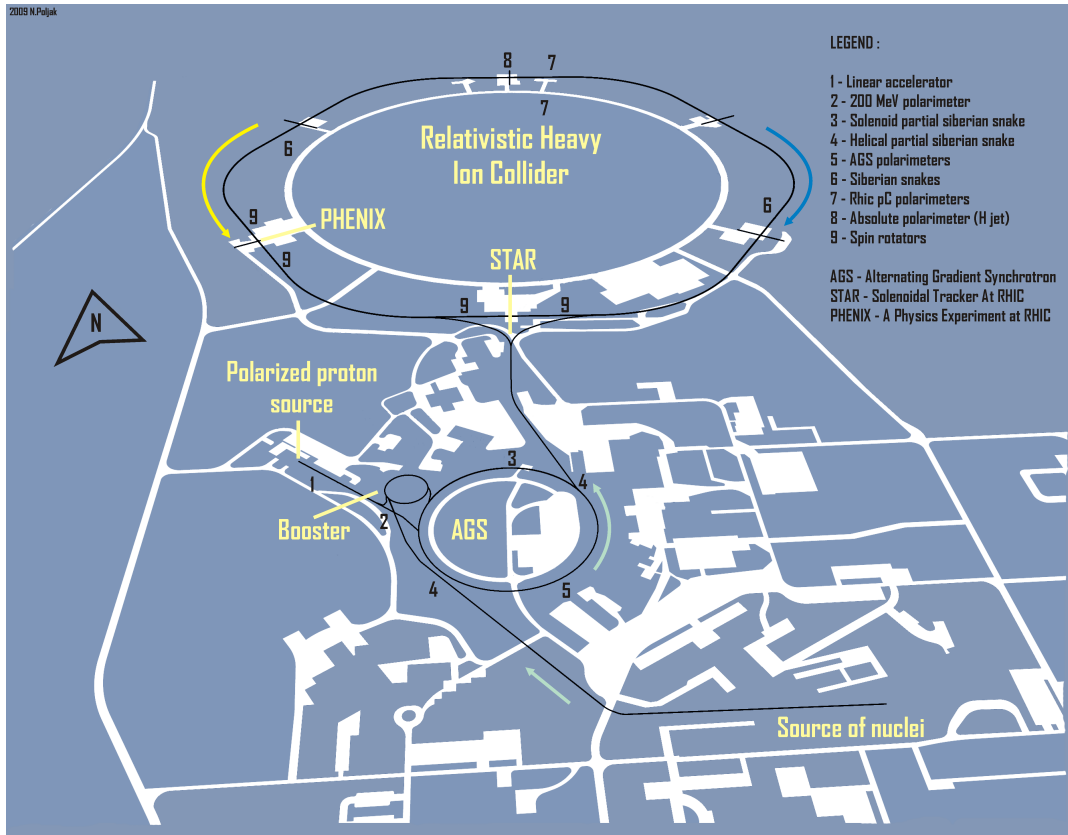 2009 N.Poljak
LEGEND :
1 - Linear accelerator
2 - 200 MeV polarimeter
3 - Solenoid partial siberian snake
4 - Helical partial siberian snake
5 - AGS polarimeters
6 - Siberian snakes
7 - Rhic pC polarimeters
8 - Absolute polarimeter (H jet)
9 - Spin rotators
AGS - Alternating Gradient Synchrotron
STAR - Solenoidal Tracker At RHIC
PHENIX - A Physics Experiment at RHIC
8
7
7
Relativistic Heavy
Ion Collider
6
6
9
PHENIX
9
STAR
9
9
N
Polarized proton
source
3
4
1
2
Booster
AGS
4
5
Source of nuclei